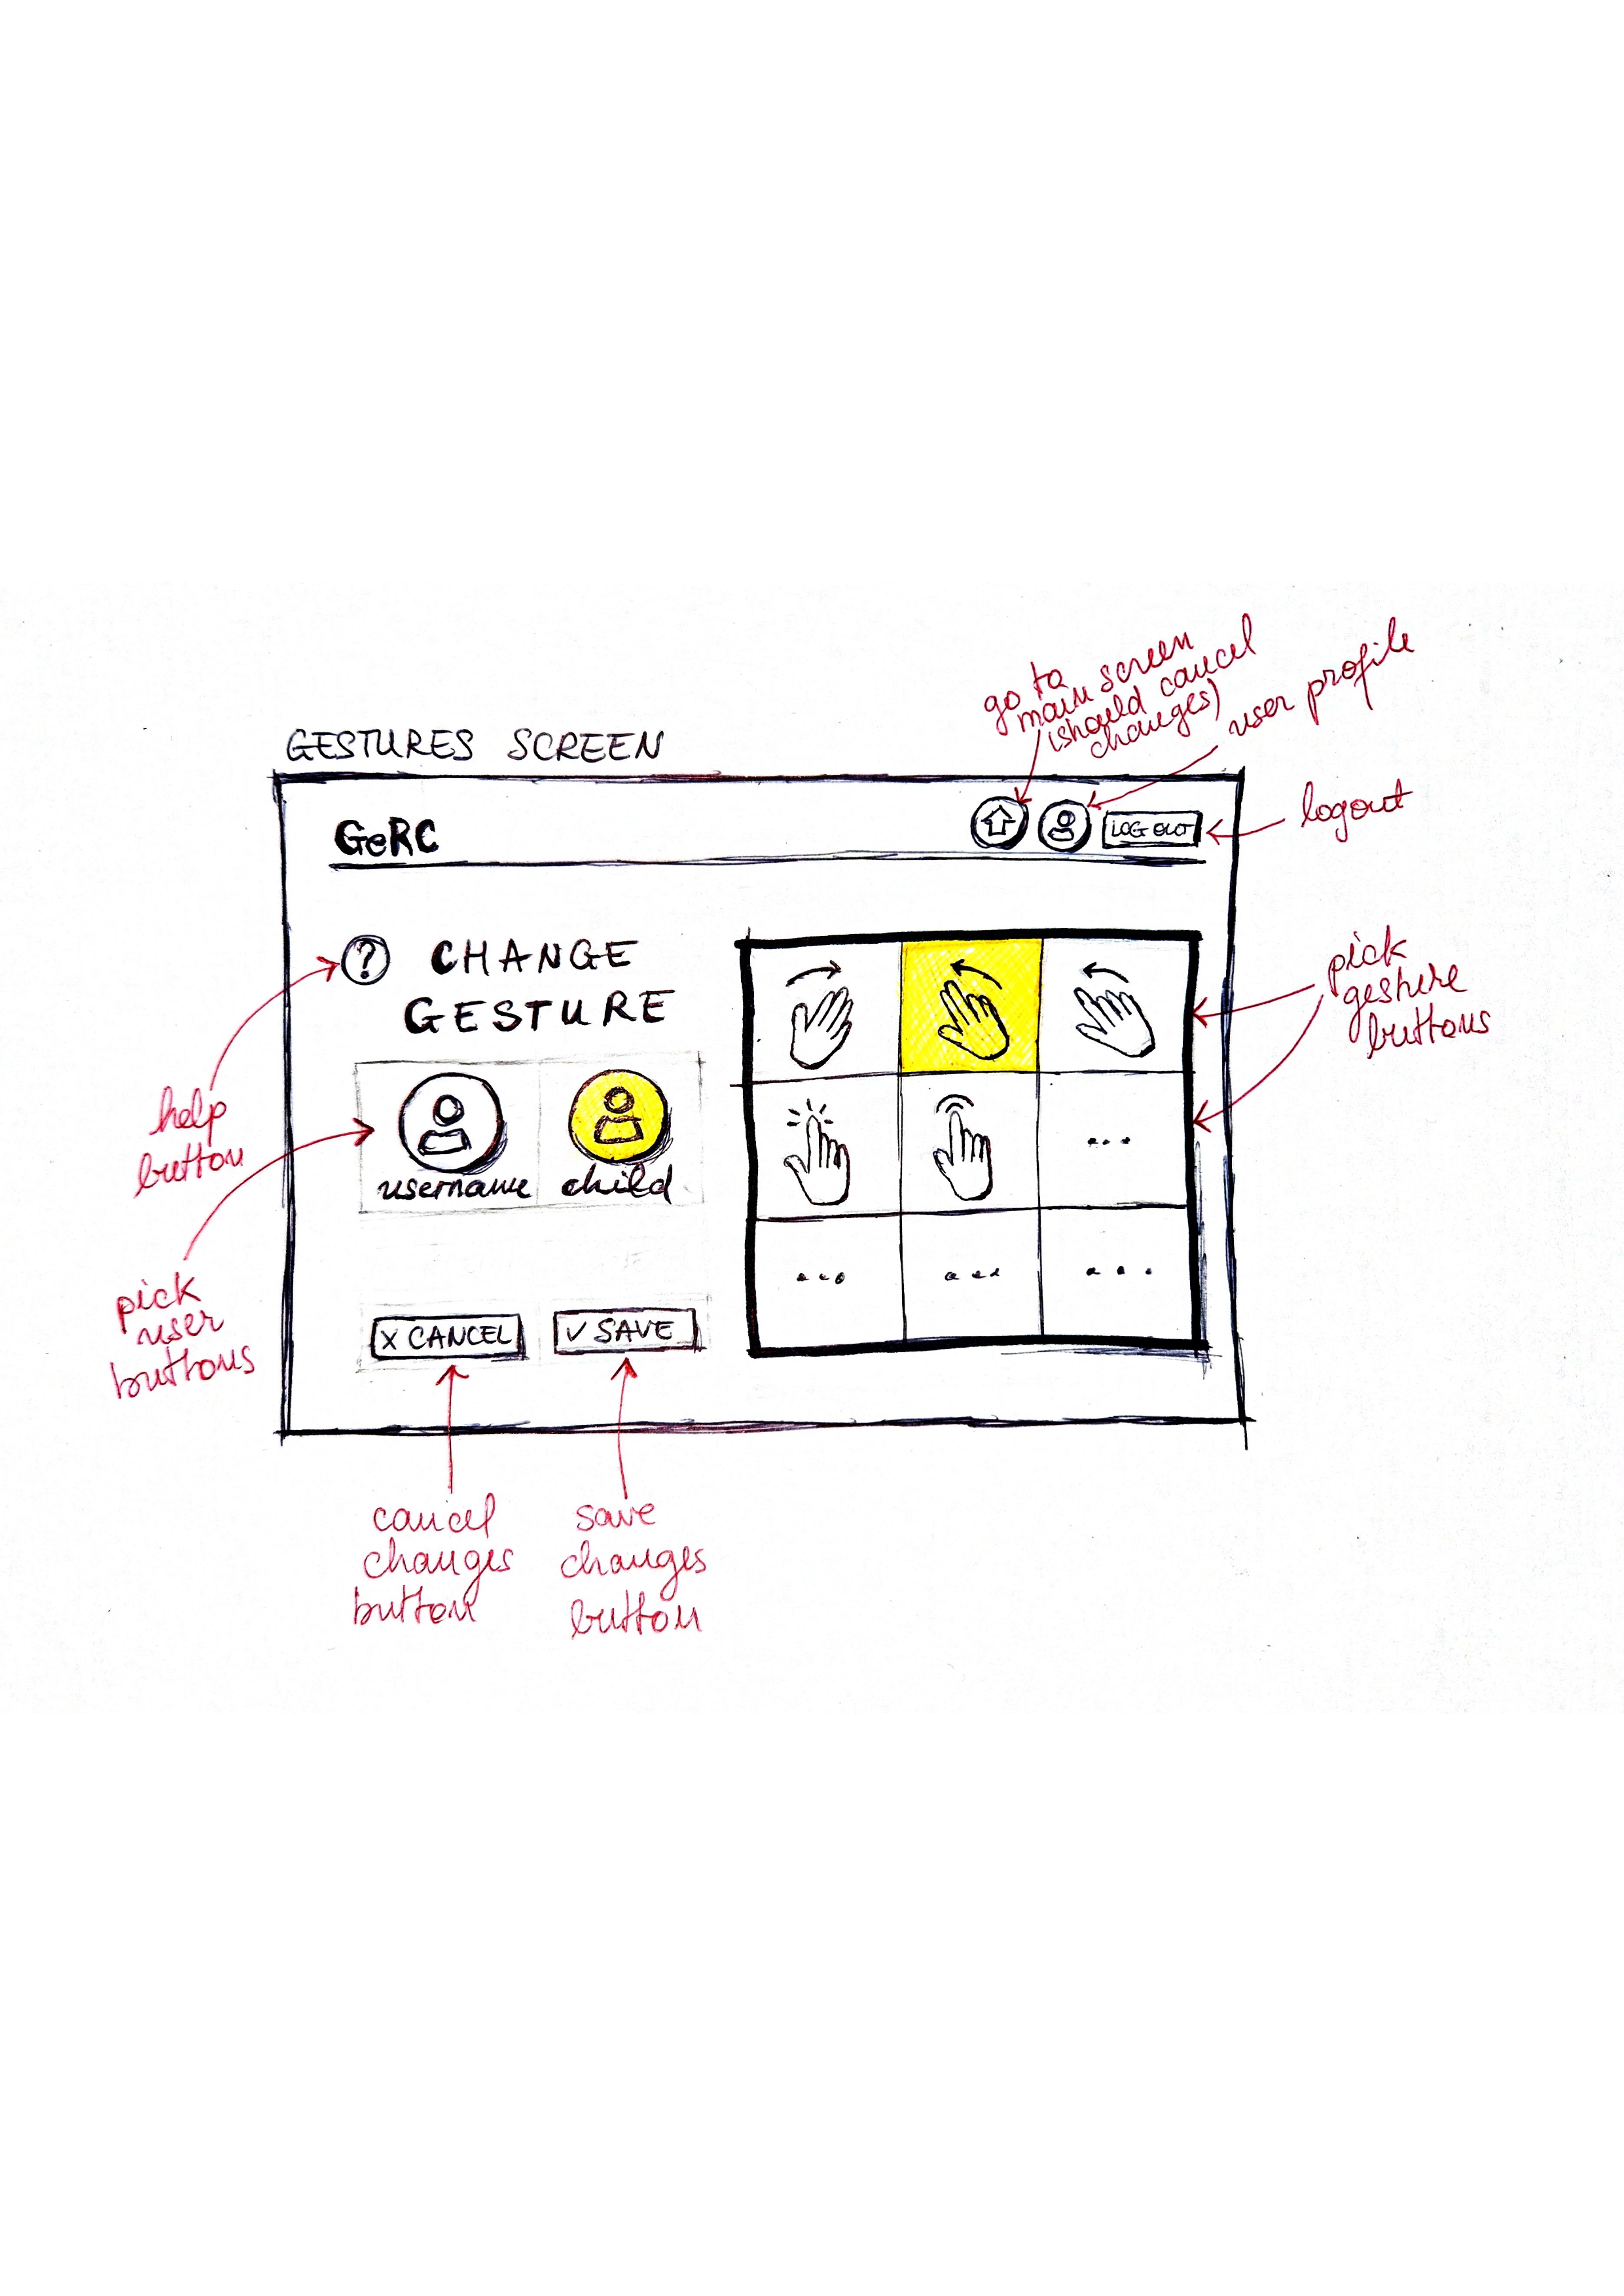 go to
main screen
(should cancel
changes)
user profile
GESTURES SCREEN
logout
GeRC
LOG OUT
? CHANGE
GESTURE
pick
gesture
buttons
help
button
username child
...
... ... ...
pick
user
buttons
X CANCEL ✓ SAVE
cancel
changes
button
save
changes
button